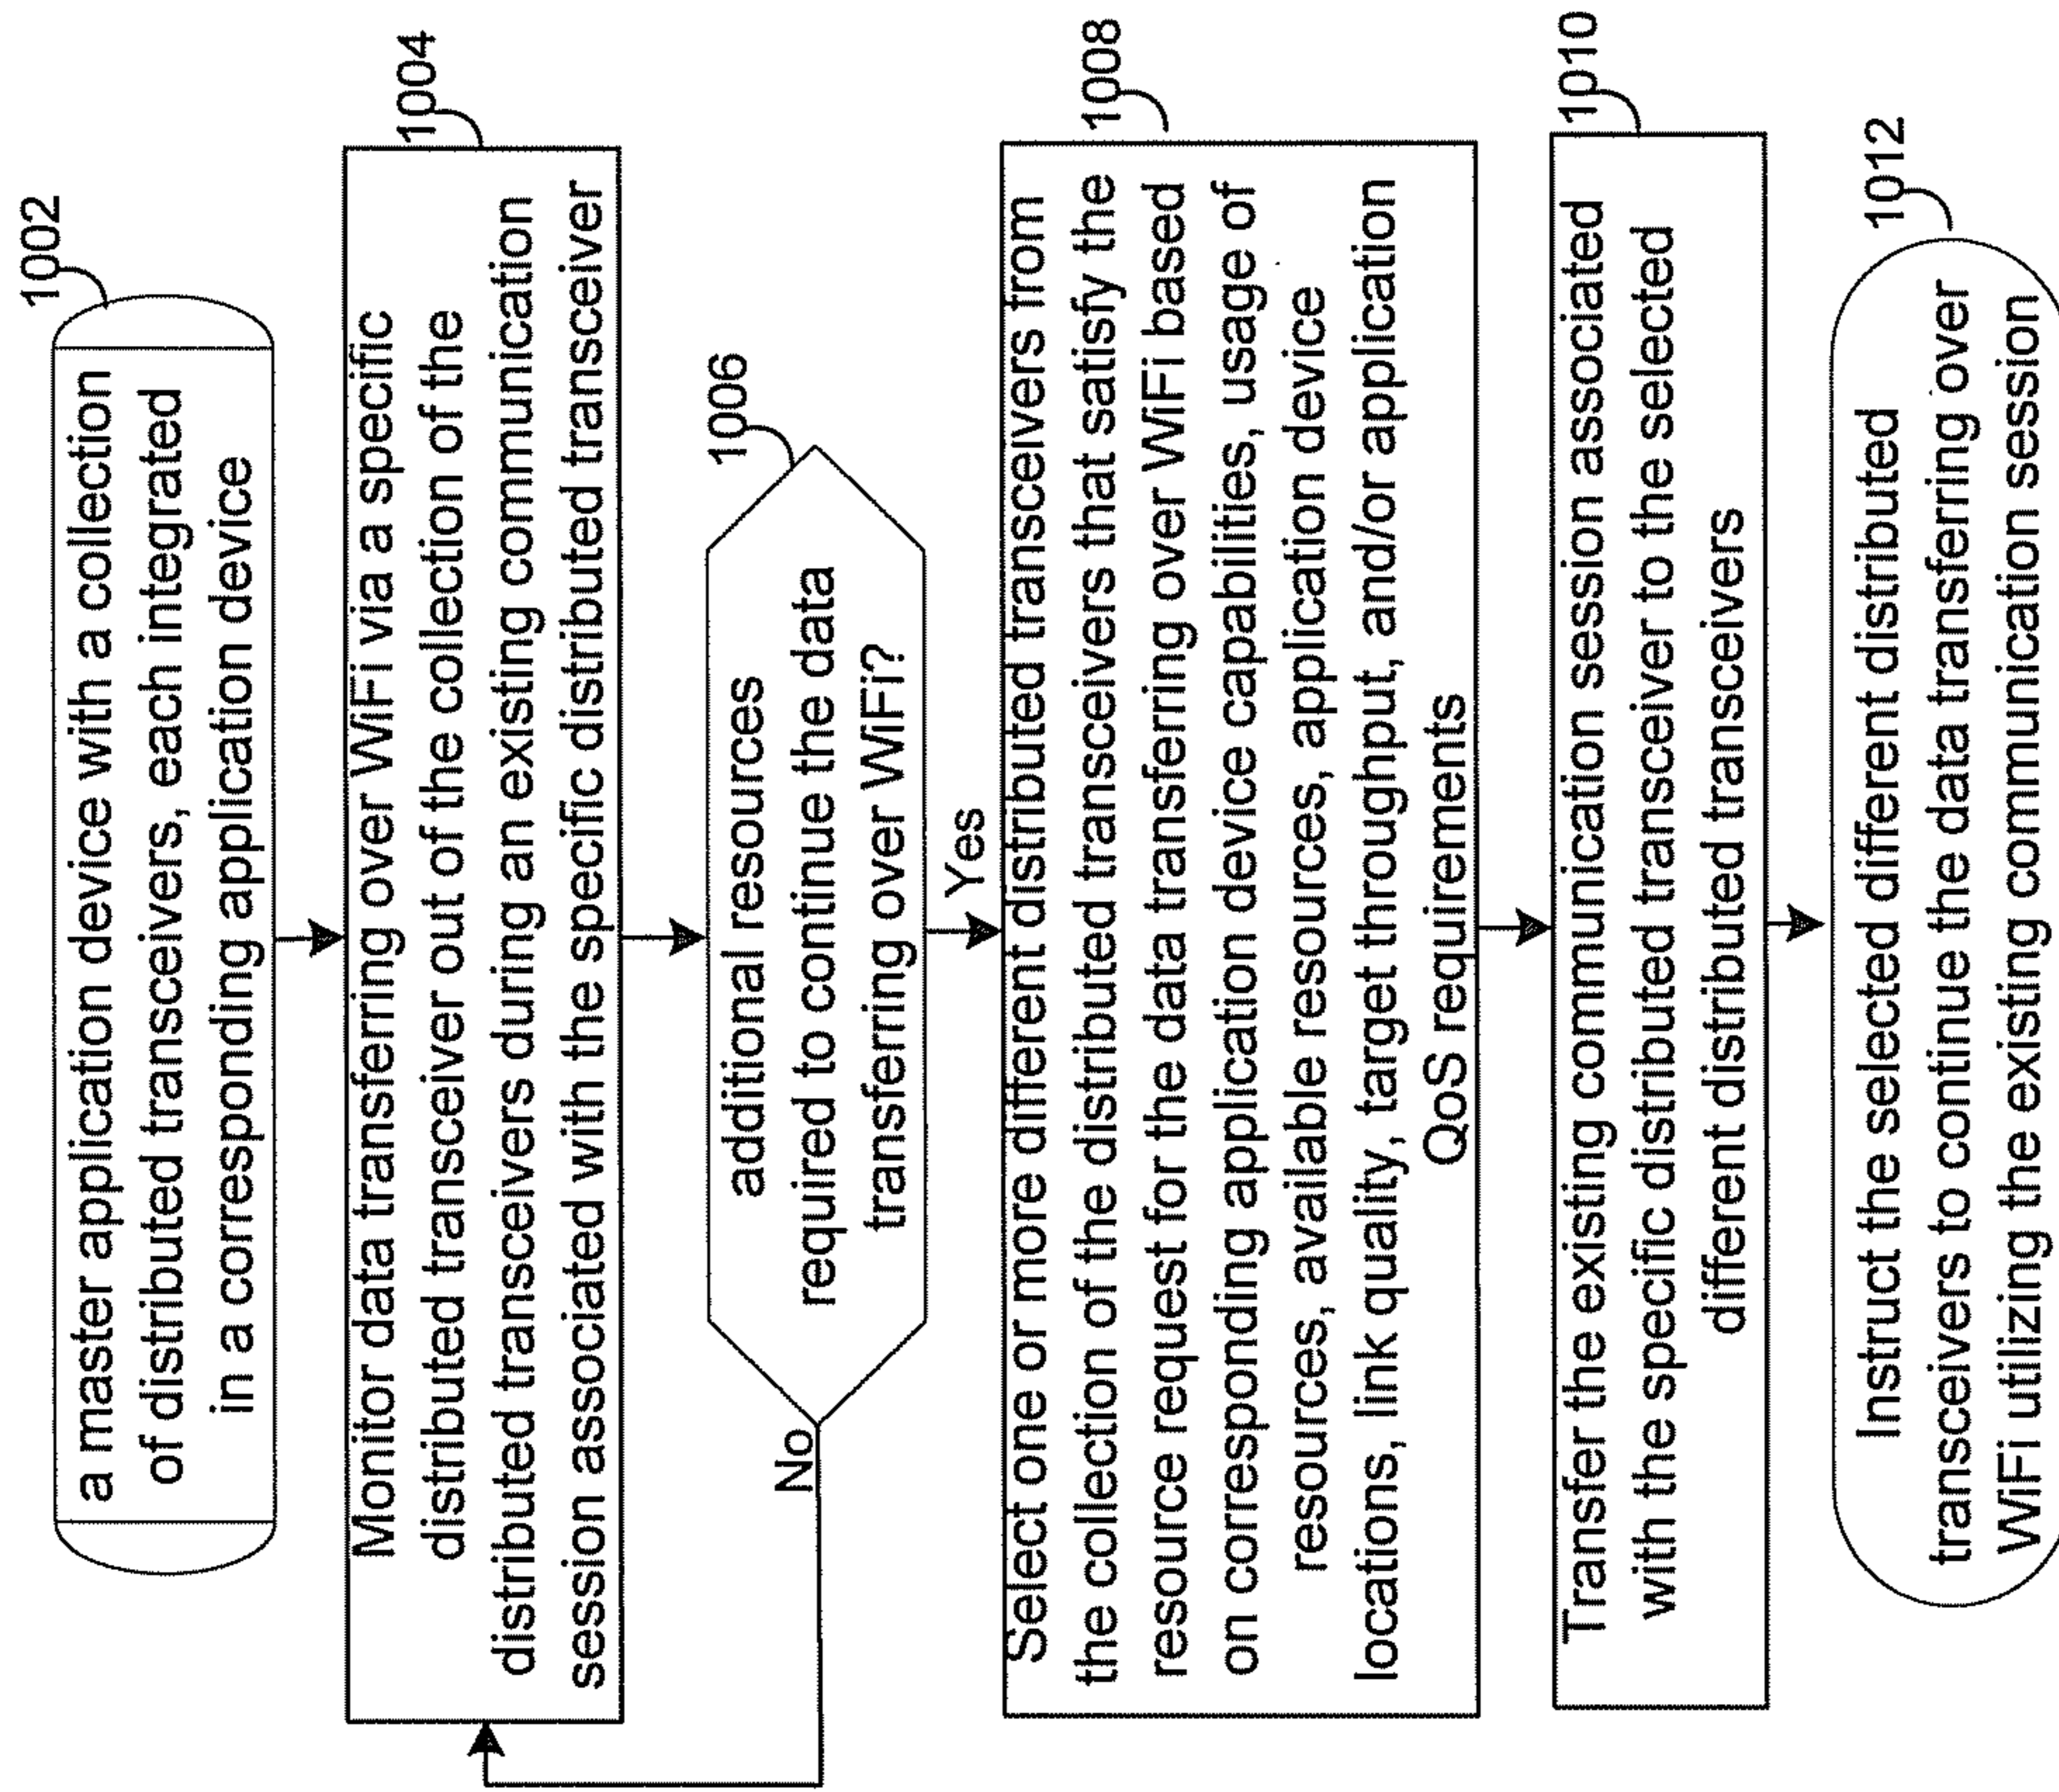 1002
a master application device with a collection
of distributed transceivers, each integrated
in a corresponding application device
1004
Monitor data transferring over WiFi via a specific
distributed transceiver out of the collection of the
distributed transceivers during an existing communication
session associated with the specific distributed transceiver
1006
additional resources
required to continue the data
transferring over WiFi?
No
Yes
1008
Select one or more different distributed transceivers from
the collection of the distributed transceivers that satisfy the
resource request for the data transferring over WiFi based
on corresponding application device capabilities, usage of
resources, available resources, application device
locations, link quality, target throughput, and/or application
QoS requirements
1010
Transfer the existing communication session associated
with the specific distributed transceiver to the selected
different distributed transceivers
1012
Instruct the selected different distributed
transceivers to continue the data transferring over
WiFi utilizing the existing communication session